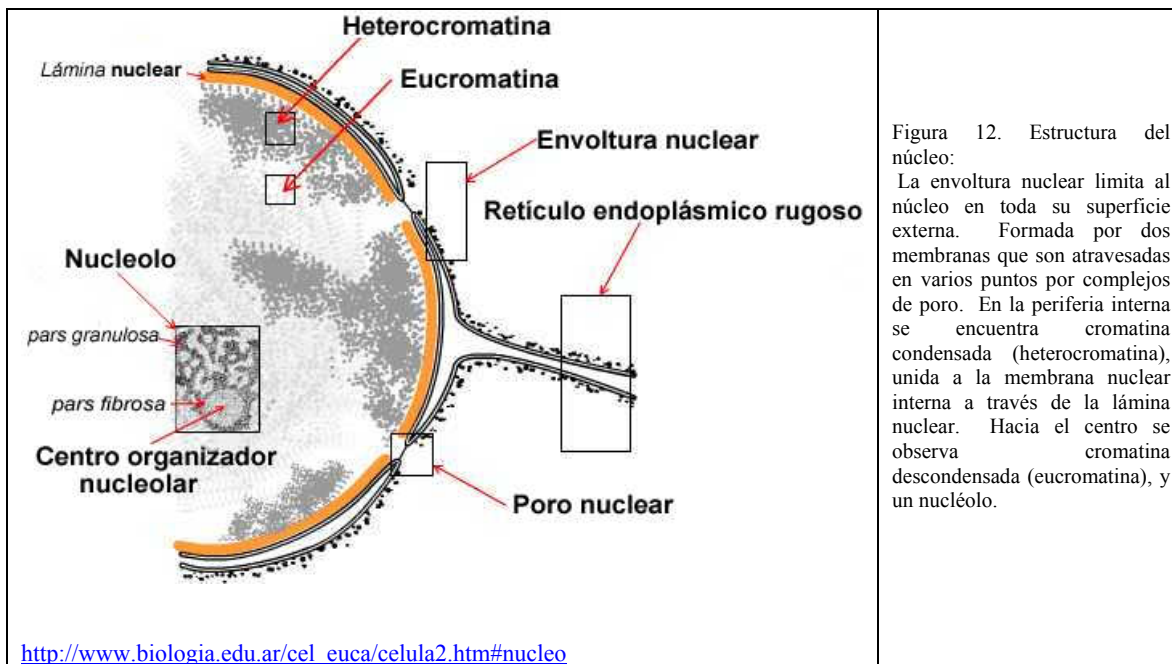 Heterocromatina
Lámina nuclear
Eucromatina
Envoltura nuclear
Retículo endoplásmico rugoso
Nucleolo
pars granulosa
pars fibrosa
Centro organizador
nucleolar
Poro nuclear
http://www.biologia.edu.ar/cel_euca/celula2.htm#nucleo
Figura 12. Estructura del
núcleo:
La envoltura nuclear limita al
núcleo en toda su superficie
externa. Formada por dos
membranas que son atravesadas
en varios puntos por complejos
de poro. En la periferia interna
se encuentra cromatina
condensada (heterocromatina),
unida a la membrana nuclear
interna a través de la lámina
nuclear. Hacia el centro se
observa cromatina
descondensada (eucromatina), y
un nucléolo.